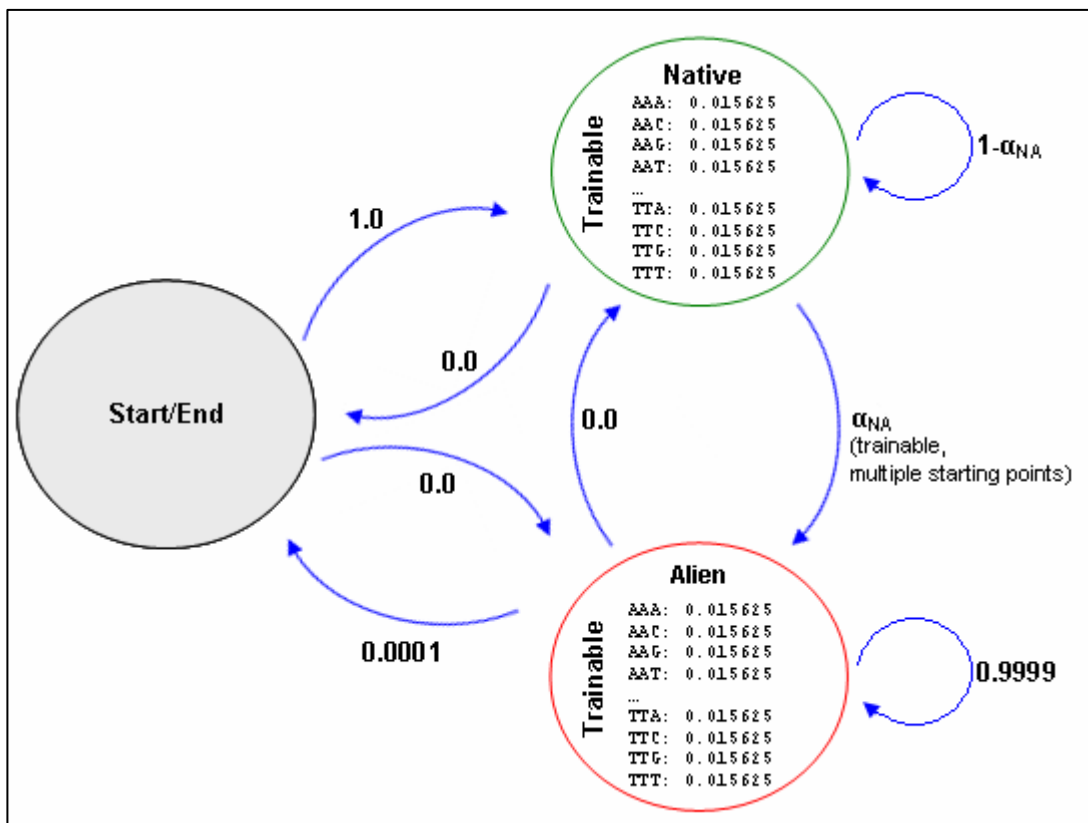 Native
Trainable
AAA: 0.015625
AAC: 0.015625
AAG: 0.015625
AAT: 0.015625
…
TTA: 0.015625
TTC: 0.015625
TTG: 0.015625
TTT: 0.015625
1-αNA
1.0
0.0
Start/End
0.0
0.0
αNA
(trainable,
multiple starting points)
0.0001
Alien
Trainable
AAA: 0.015625
AAC: 0.015625
AAG: 0.015625
AAT: 0.015625
…
TTA: 0.015625
TTC: 0.015625
TTG: 0.015625
TTT: 0.015625
0.9999